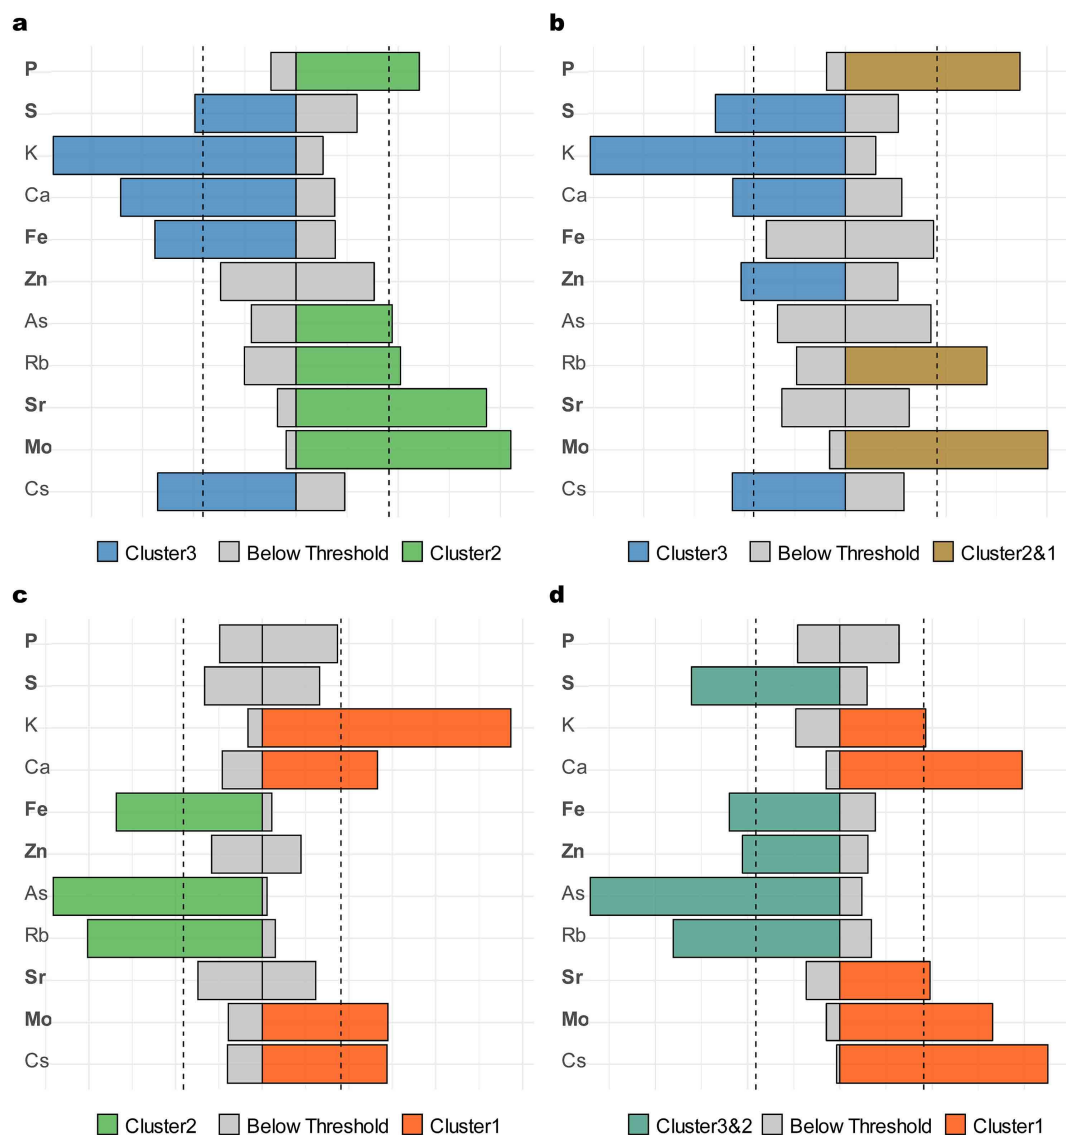 a
P
S
K
Ca
Fe
Zn
As
Rb
Sr
Mo
Cs
Cluster3 Below Threshold Cluster2
b
P
S
K
Ca
Fe
Zn
As
Rb
Sr
Mo
Cs
Cluster3 Below Threshold Cluster2&1
c
P
S
K
Ca
Fe
Zn
As
Rb
Sr
Mo
Cs
Cluster2 Below Threshold Cluster1
d
P
S
K
Ca
Fe
Zn
As
Rb
Sr
Mo
Cs
Cluster3&2 Below Threshold Cluster1